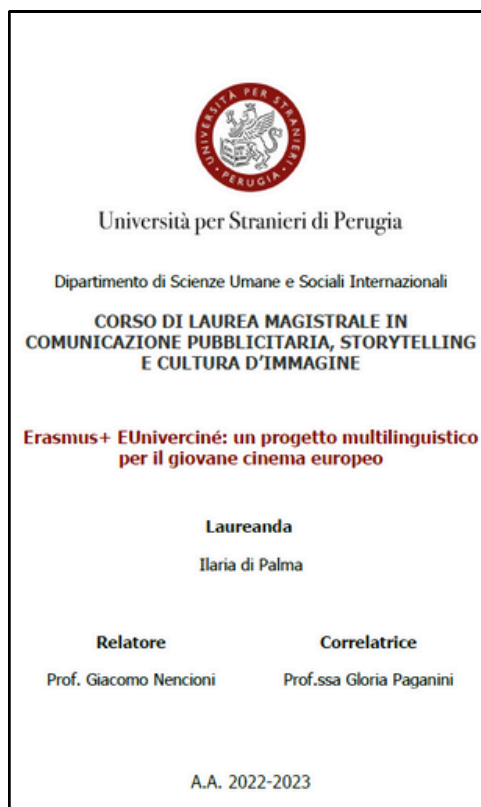 UNIVERSITÀ PER STRANIERI
PERUGIA
Università per Stranieri di Perugia
Dipartimento di Scienze Umane e Sociali Internazionali
CORSO DI LAUREA MAGISTRALE IN
COMUNICAZIONE PUBBLICITARIA, STORYTELLING
E CULTURA D'IMMAGINE
Erasmus+ EUniverciné: un progetto multilinguistico
per il giovane cinema europeo
Laureanda
Ilaria di Palma
Relatore Correlatrice
Prof. Giacomo Nencioni Prof.ssa Gloria Paganini
A.A. 2022-2023